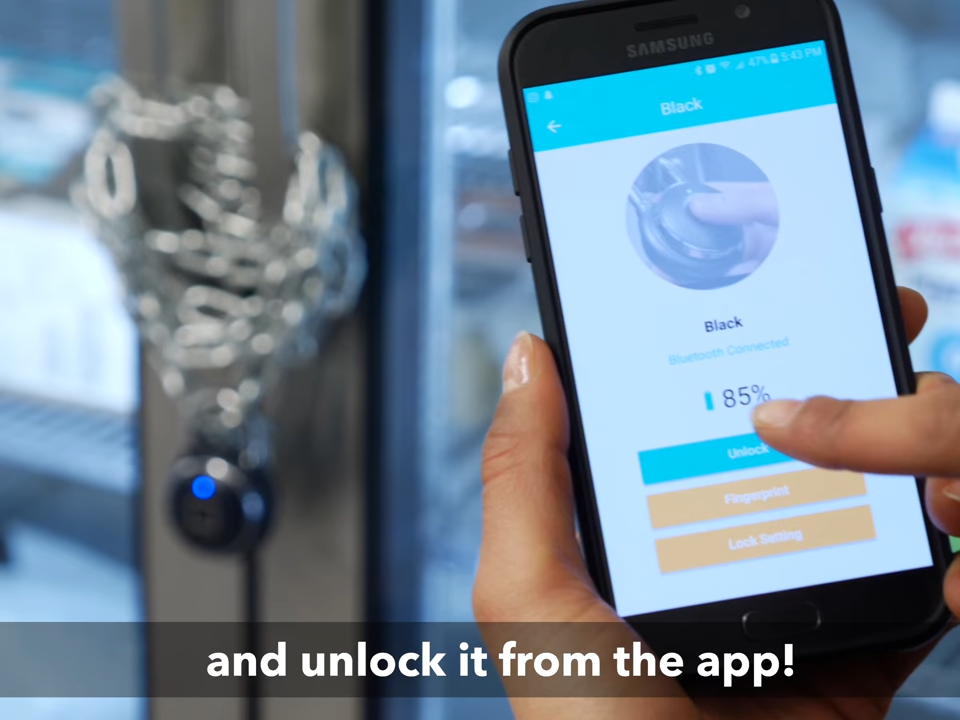 SAMSUNG
47% 5:43 PM
Black
Black
Bluetooth Connected
85%
Unlock
Fingerprint
Lock Setting
and unlock it from the app!